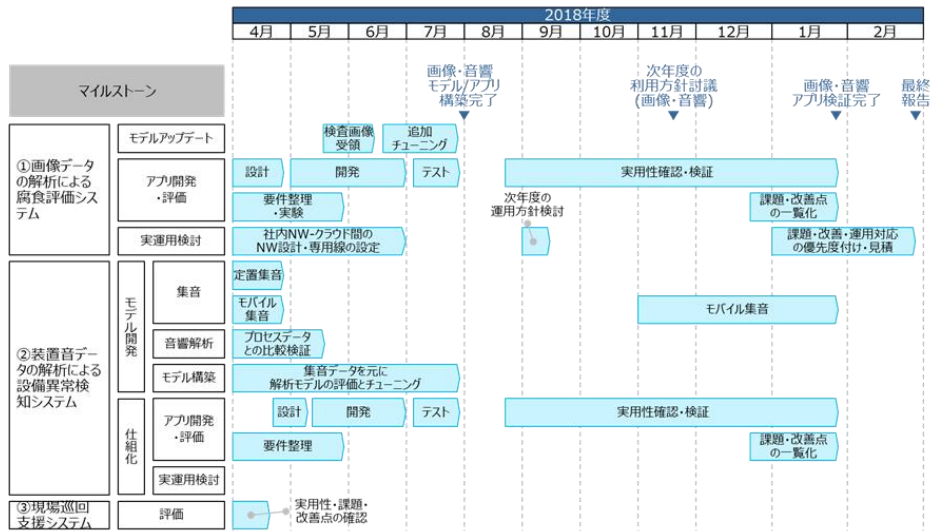 2018年度
4月
5月
6月
7月
8月
9月
10月
11月
12月
1月
2月
マイルストーン
画像・音響
モデル/アプリ
構築完了
次年度の
利用方針討議
(画像・音響)
画像・音響
アプリ検証完了
最終
報告
①画像データ
の解析による
腐食評価シス
テム
モデルアップデート
検査画像
受領
追加
チューニング
アプリ開発
・評価
設計
開発
テスト
実用性確認・検証
要件整理
・実験
次年度の
運用方針検討
課題・改善点
の一覧化
実運用検討
社内NW-クラウド間の
NW設計・専用線の設定
課題・改善・運用対応
の優先度付け・見積
②装置音デー
タの解析による
設備異常検
知システム
モデル開発
集音
定置集音
モバイル
集音
モバイル集音
音響解析
プロセスデータ
との比較検証
モデル構築
集音データを元に
解析モデルの評価とチューニング
仕組化
アプリ開発
・評価
設計
開発
テスト
実用性確認・検証
要件整理
課題・改善点
の一覧化
実運用検討
③現場巡回
支援システム
評価
実用性・課題・
改善点の確認